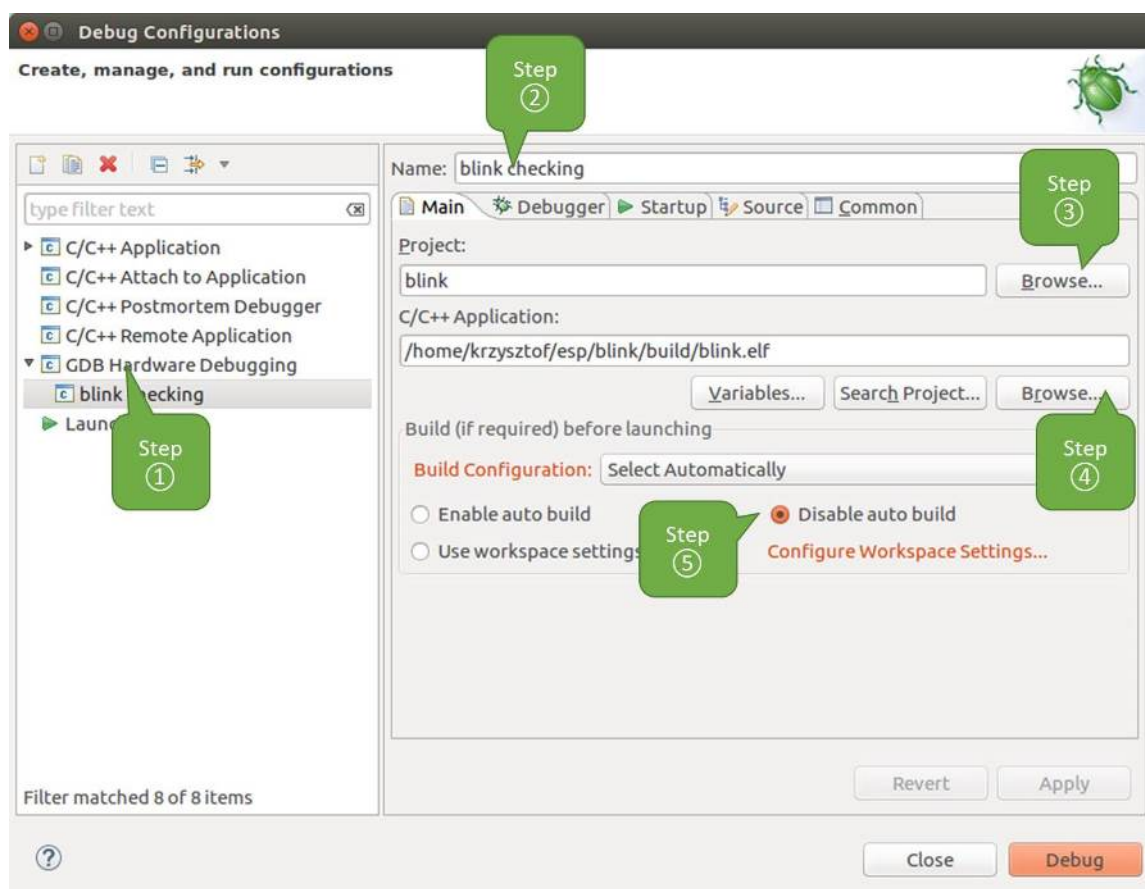 Debug Configurations
Create, manage, and run configurations
Step
②
Name: blink checking
Step
③
type filter text
Main Debugger Startup Source Common
C/C++ Application
C/C++ Attach to Application
C/C++ Postmortem Debugger
C/C++ Remote Application
GDB Hardware Debugging
blink checking
Step
①
Project:
blink Browse...
C/C++ Application:
/home/krzysztof/esp/blink/build/blink.elf
Variables... Search Project... Browse...
Step
④
Build (if required) before launching
Build Configuration: Select Automatically
Enable auto build Disable auto build
Step
⑤
Use workspace settings Configure Workspace Settings...
Filter matched 8 of 8 items
Revert Apply
Close Debug